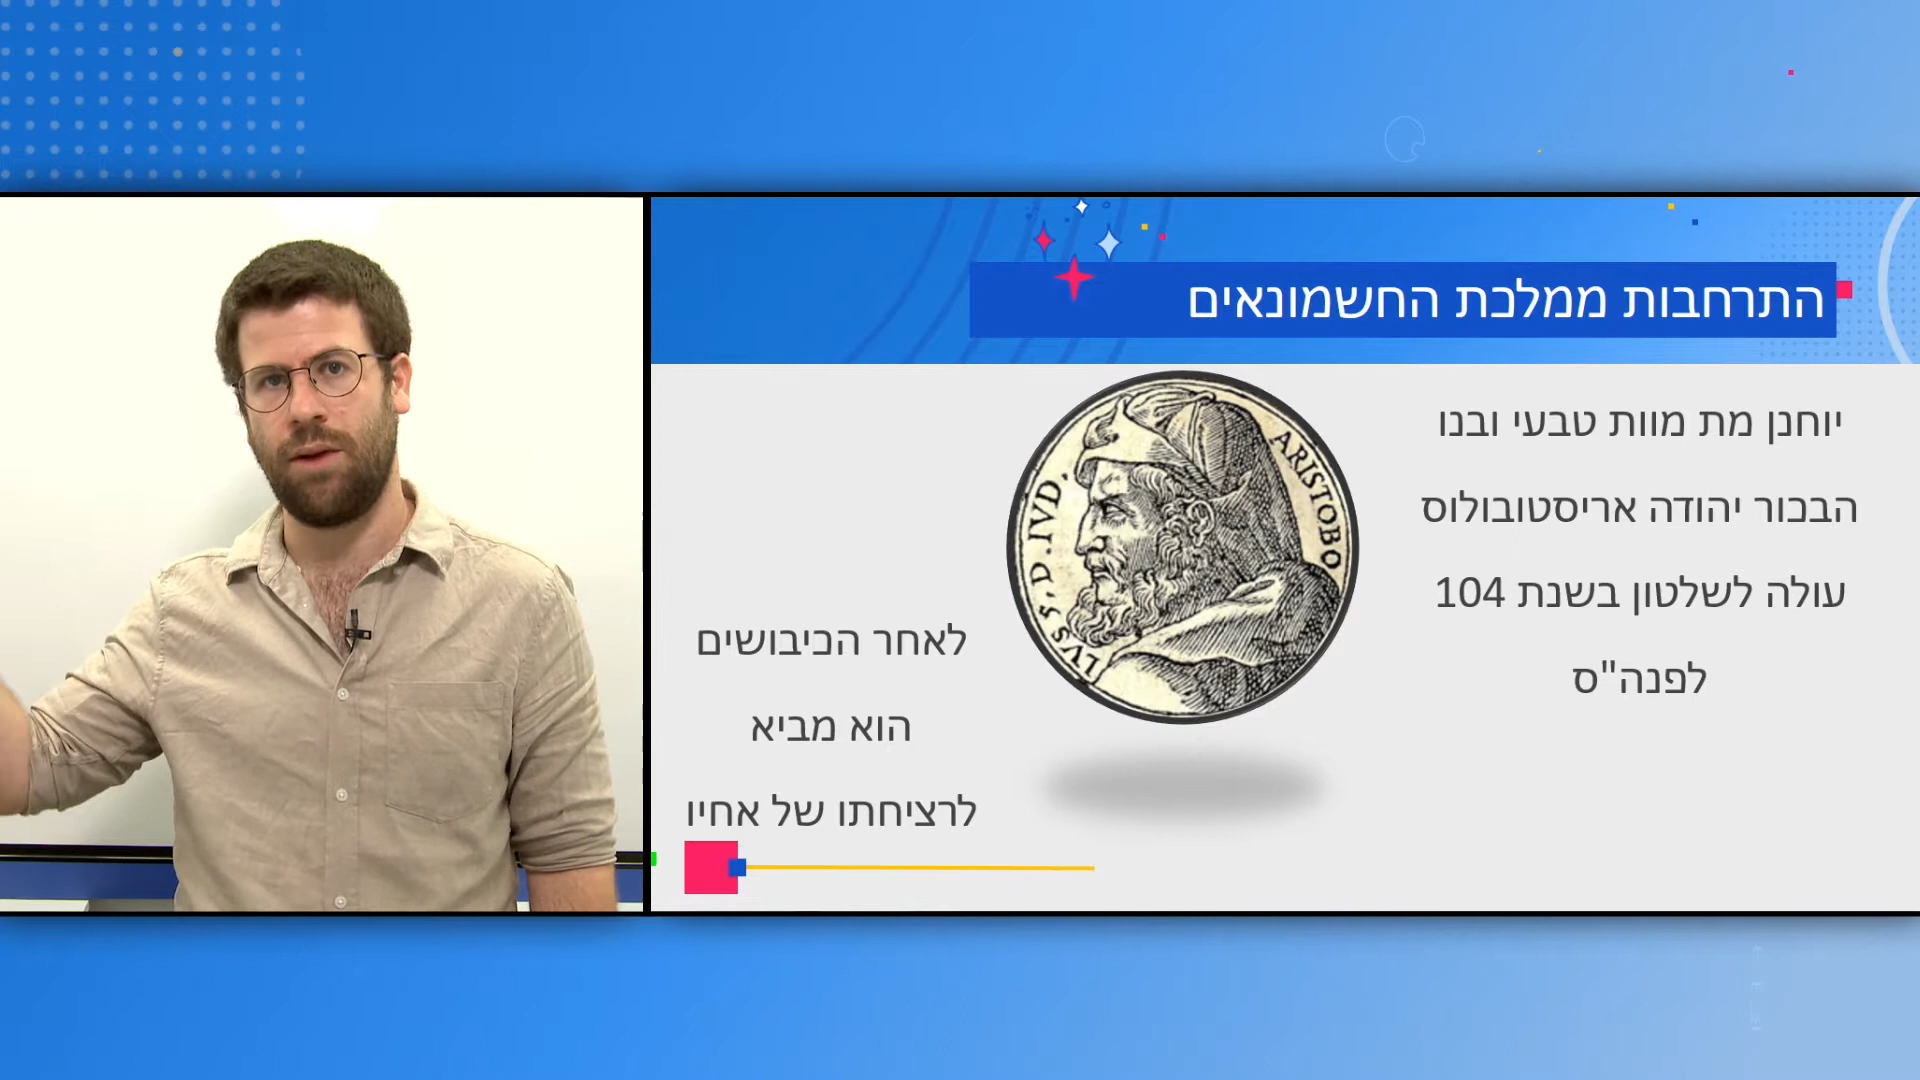 התרחבות ממלכת החשמונאים
יוחנן מת מוות טבעי ובנו
הבכור יהודה אריסטובולוס
עולה לשלטון בשנת 104
לפנה"ס
ARISTOBO
LVS . D . IVD ,
לאחר הכיבושים
הוא מביא
לרציחתו של אחיו